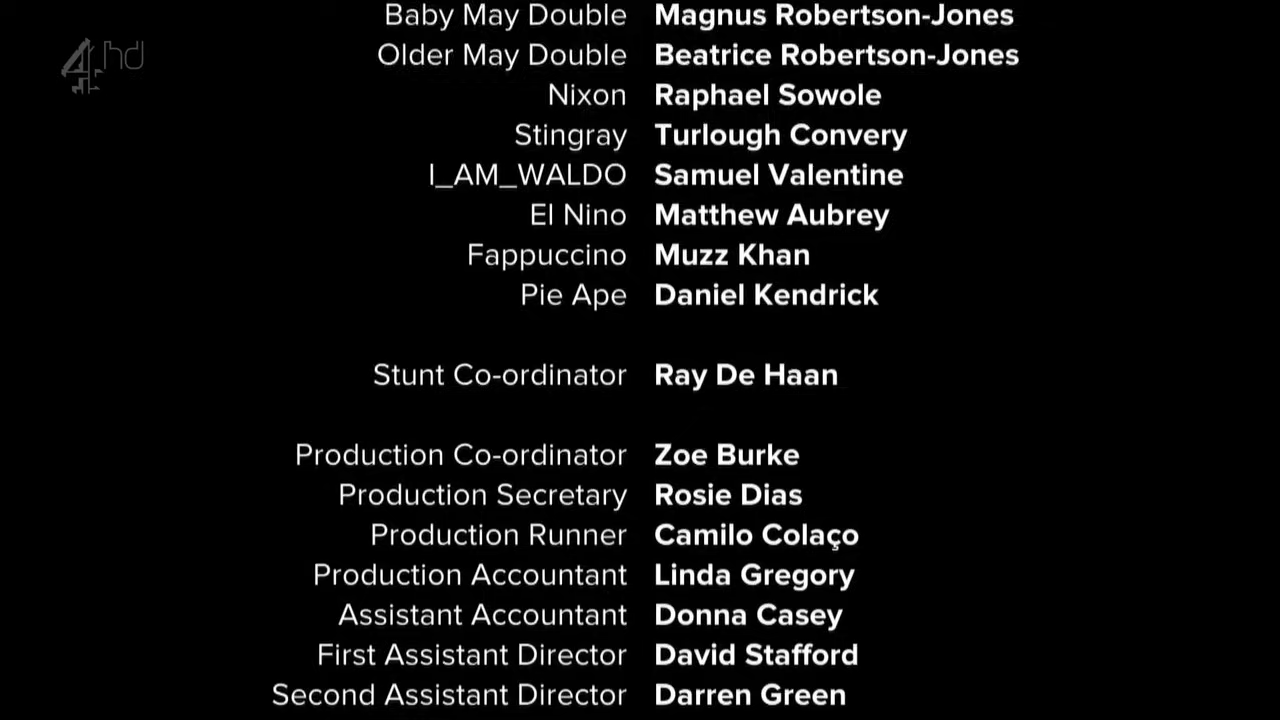 4hd
Baby May Double Magnus Robertson-Jones
Older May Double Beatrice Robertson-Jones
Nixon Raphael Sowole
Stingray Turlough Convery
I_AM_WALDO Samuel Valentine
El Nino Matthew Aubrey
Fappuccino Muzz Khan
Pie Ape Daniel Kendrick
Stunt Co-ordinator Ray De Haan
Production Co-ordinator Zoe Burke
Production Secretary Rosie Dias
Production Runner Camilo Colaço
Production Accountant Linda Gregory
Assistant Accountant Donna Casey
First Assistant Director David Stafford
Second Assistant Director Darren Green